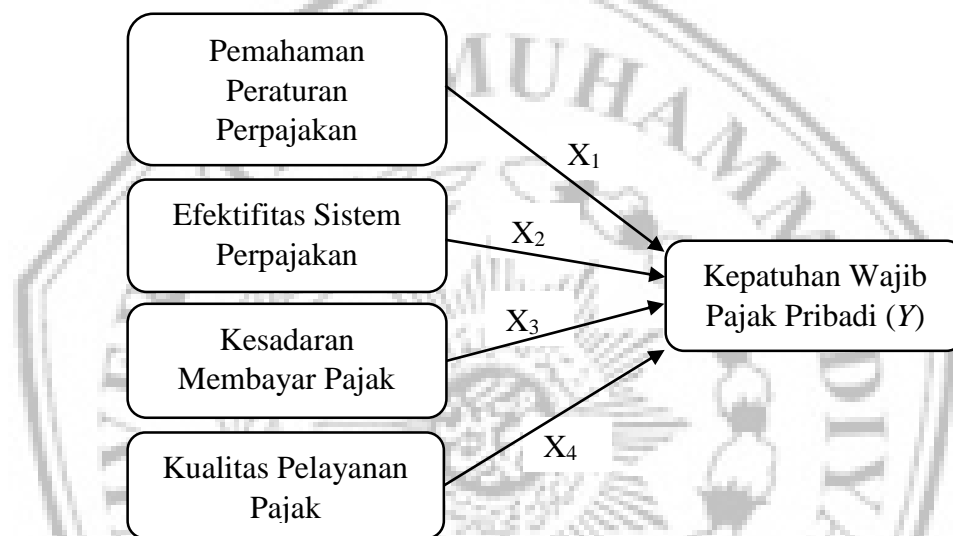 Pemahaman
Peraturan
Perpajakan
X₁
Efektifitas Sistem
Perpajakan
X₂
Kepatuhan Wajib
Pajak Pribadi (Y)
Kesadaran
Membayar Pajak
X₃
Kualitas Pelayanan
Pajak
X₄
MUHAMMADIYA